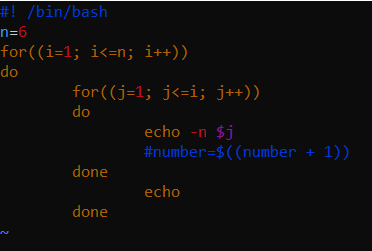 #! /bin/bash
n=6
for((i=1; i<=n; i++))
do
        for((j=1; j<=i; j++))
        do
                echo -n $j
                #number=$((number + 1))
        done
                echo
        done
~